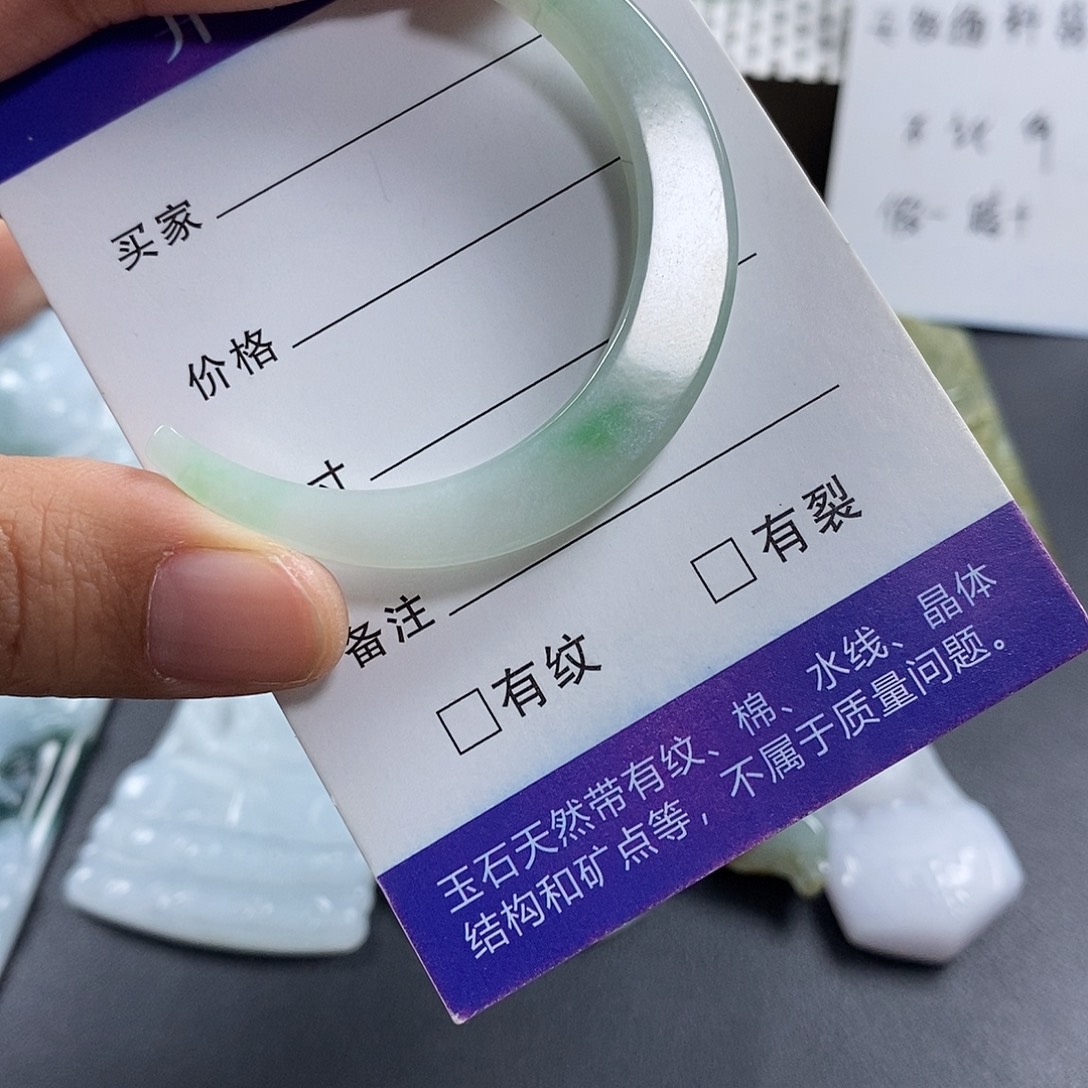 买家
价格
寸
备注
有纹
有裂
玉石天然带有纹、棉、水线、晶体
结构和矿点等，不属于质量问题。